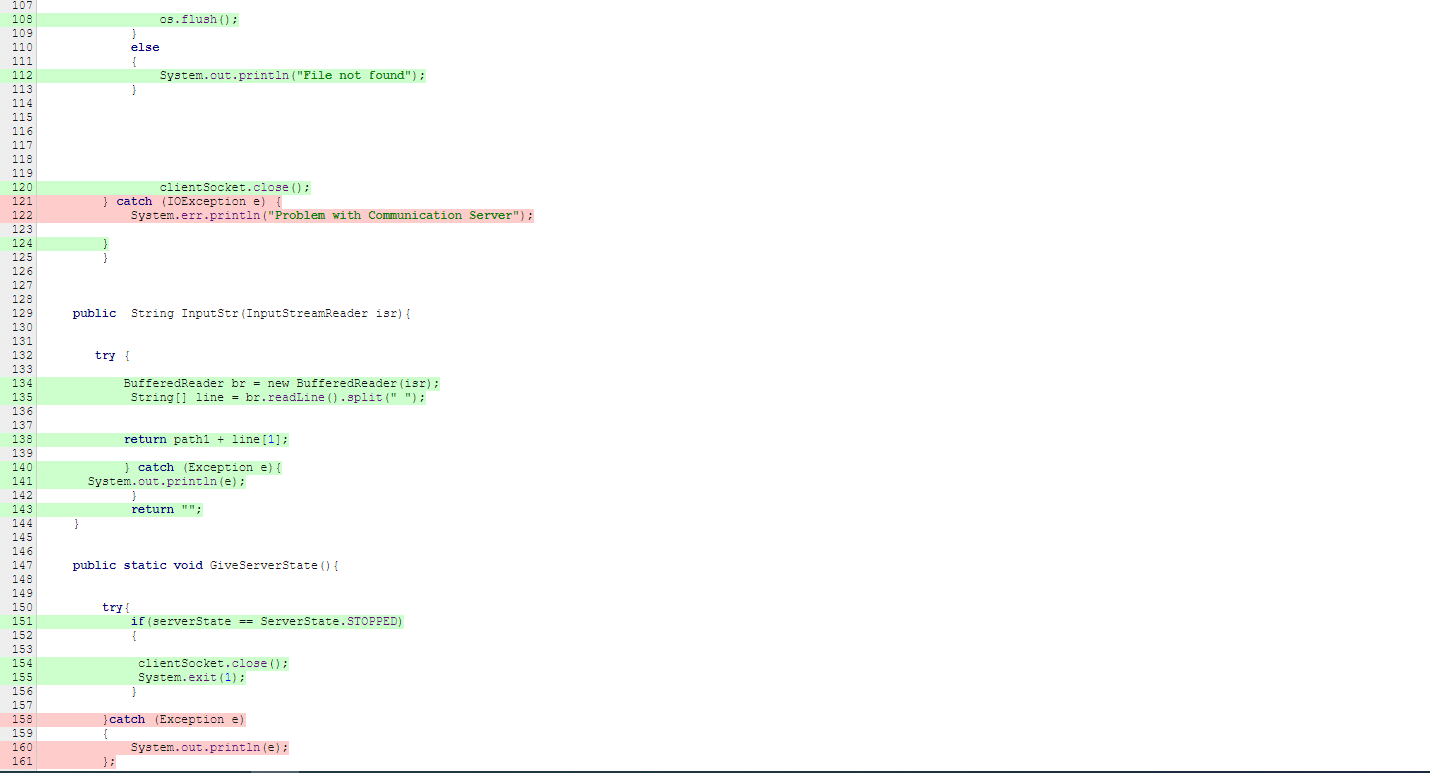 107
108 os.flush();
109 }
110 else
111 {
112 System.out.println("File not found");
113 }
114
115
116
117
118
119
120 clientSocket.close();
121 } catch (IOException e) {
122 System.err.println("Problem with Communication Server");
123
124 }
125 }
126
127
128
129 public  String InputStr(InputStreamReader isr){
130
131
132 try {
133
134 BufferedReader br = new BufferedReader(isr);
135 String[] line = br.readLine().split(" ");
136
137
138 return path1 + line[1];
139
140 } catch (Exception e){
141 System.out.println(e);
142 }
143 return "";
144 }
145
146
147 public static void GiveServerState(){
148
149
150 try{
151 if(serverState == ServerState.STOPPED)
152 {
153
154 clientSocket.close();
155 System.exit(1);
156 }
157
158 }catch (Exception e)
159 {
160 System.out.println(e);
161 };